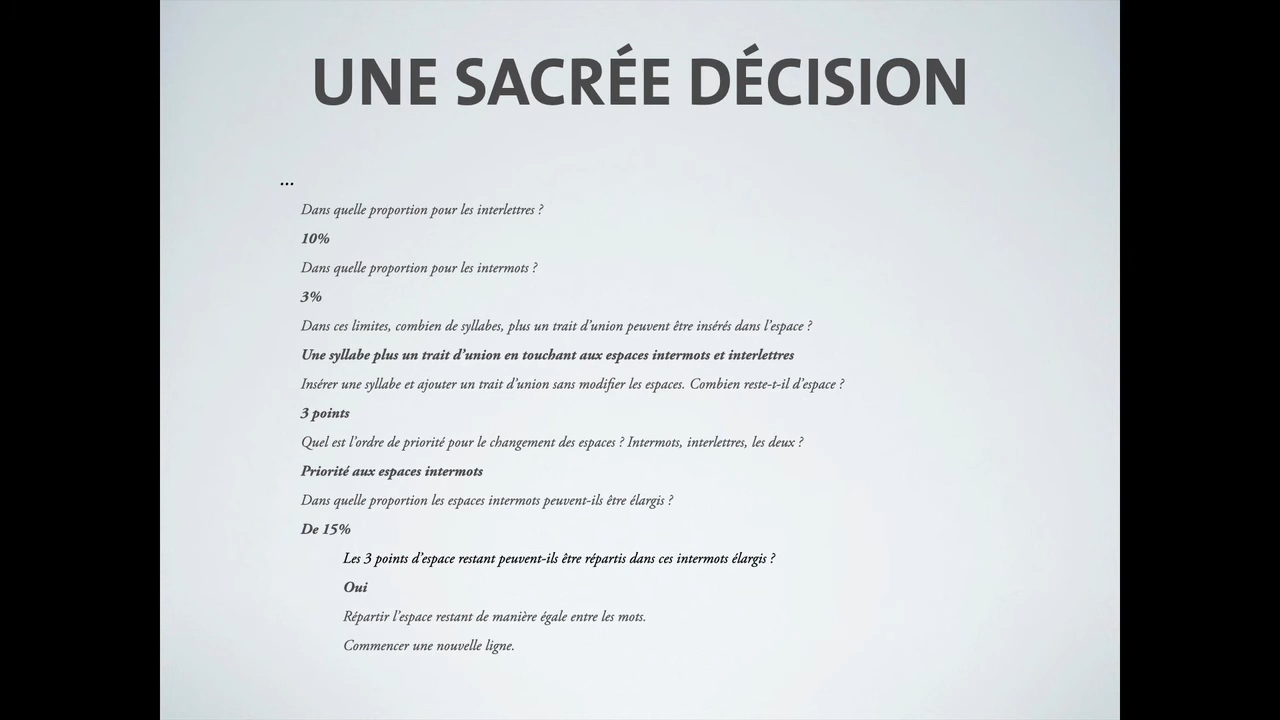 UNE SACRÉE DÉCISION
...
Dans quelle proportion pour les interlettres ?
10%
Dans quelle proportion pour les intermots ?
3%
Dans ces limites, combien de syllabes, plus un trait d’union peuvent être insérés dans l’espace ?
Une syllabe plus un trait d’union en touchant aux espaces intermots et interlettres
Insérer une syllabe et ajouter un trait d’union sans modifier les espaces. Combien reste-t-il d’espace ?
3 points
Quel est l’ordre de priorité pour le changement des espaces ? Intermots, interlettres, les deux ?
Priorité aux espaces intermots
Dans quelle proportion les espaces intermots peuvent-ils être élargis ?
De 15%
Les 3 points d’espace restant peuvent-ils être répartis dans ces intermots élargis ?
Oui
Répartir l’espace restant de manière égale entre les mots.
Commencer une nouvelle ligne.